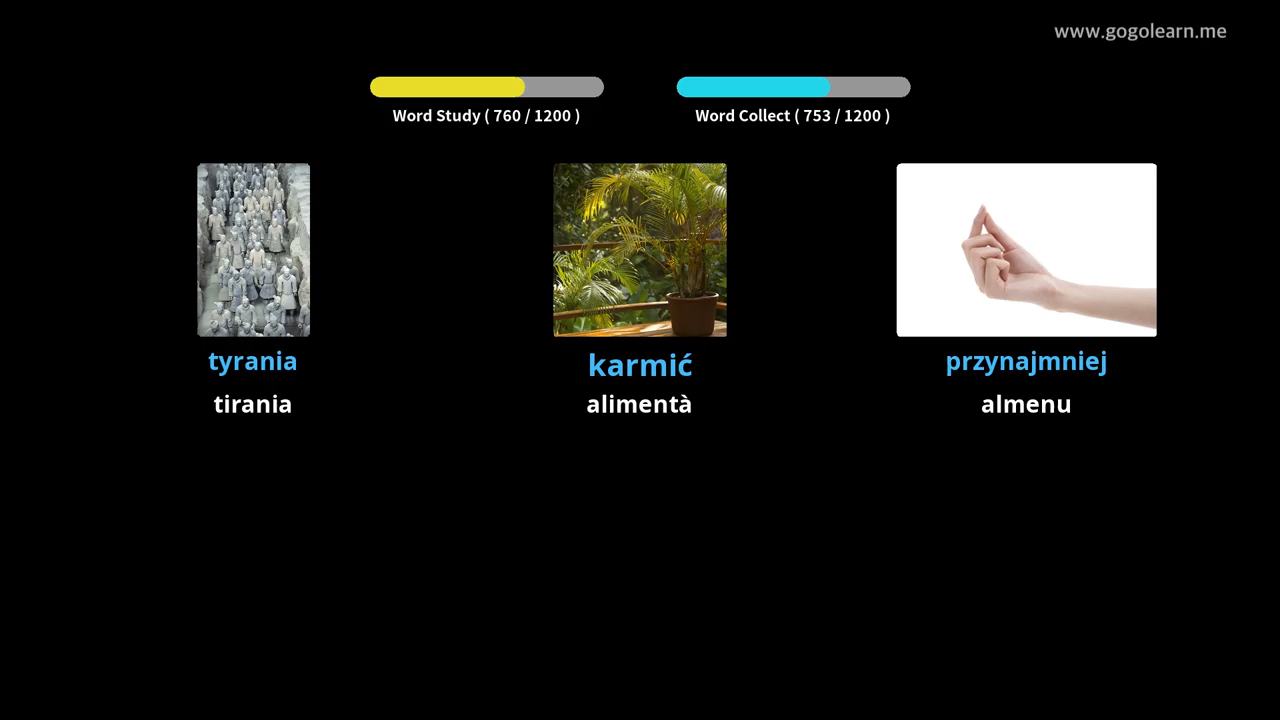 www.gogolearn.me
Word Study ( 760 / 1200 )
Word Collect ( 753 / 1200 )
tyrania
karmić
przynajmniej
tirania
alimentà
almenu